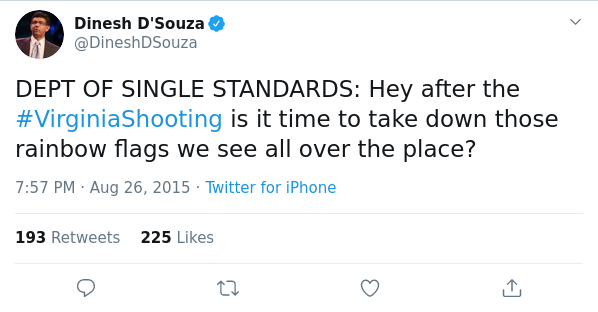 Dinesh D'Souza
@DineshDSouza
DEPT OF SINGLE STANDARDS: Hey after the
#VirginiaShooting is it time to take down those
rainbow flags we see all over the place?
7:57 PM · Aug 26, 2015 · Twitter for iPhone
193 Retweets 225 Likes